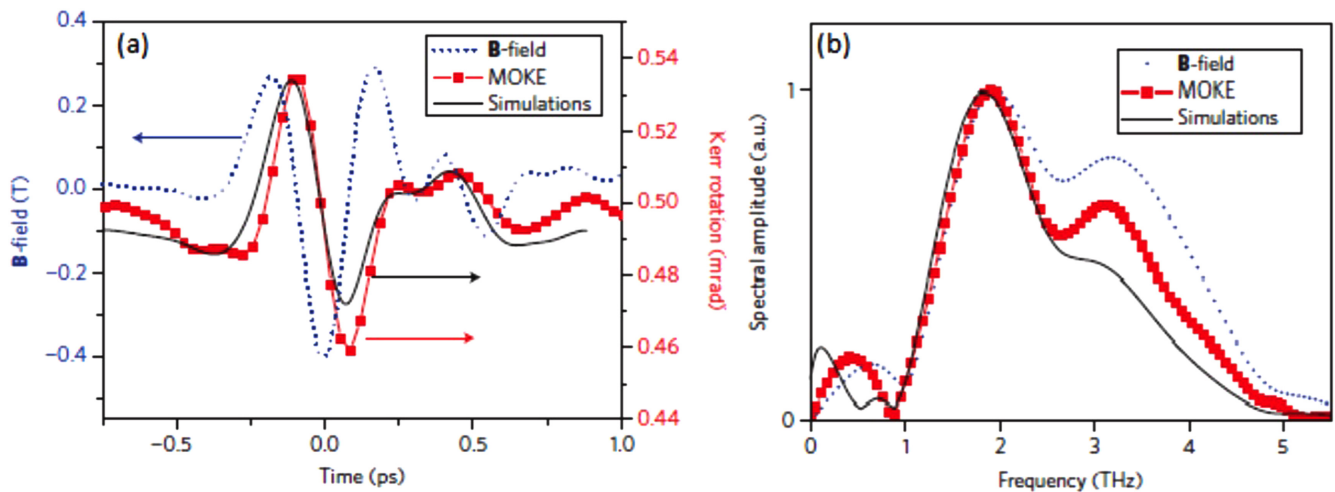 (a)
B-field
MOKE
Simulations
0.4
0.2
0.0
−0.2
−0.4
B-field (T)
0.54
0.52
0.50
0.48
0.46
0.44
Kerr rotation (mrad)
−0.5
0.0
0.5
1.0
Time (ps)
(b)
B-field
MOKE
Simulations
1
0
Spectral amplitude (a.u.)
0
1
2
3
4
5
Frequency (THz)